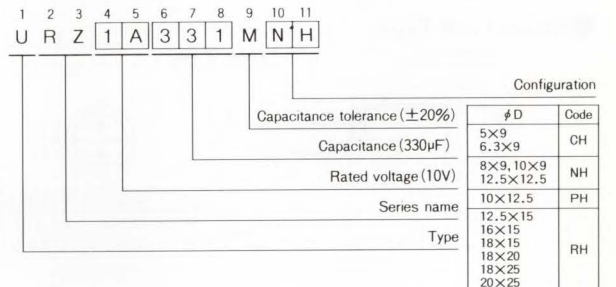 1 2 3 4 5 6 7 8 9 10 11
U R Z 1 A 3 3 1 M N H
Configuration
Capacitance tolerance (±20%)
Capacitance (330μF)
Rated voltage (10V)
Series name
Type
φD Code
5×9
6.3×9
CH
8×9, 10×9
12.5×12.5
NH
10×12.5 PH
12.5×15
16×15
18×15
18×20
18×25
20×25
RH